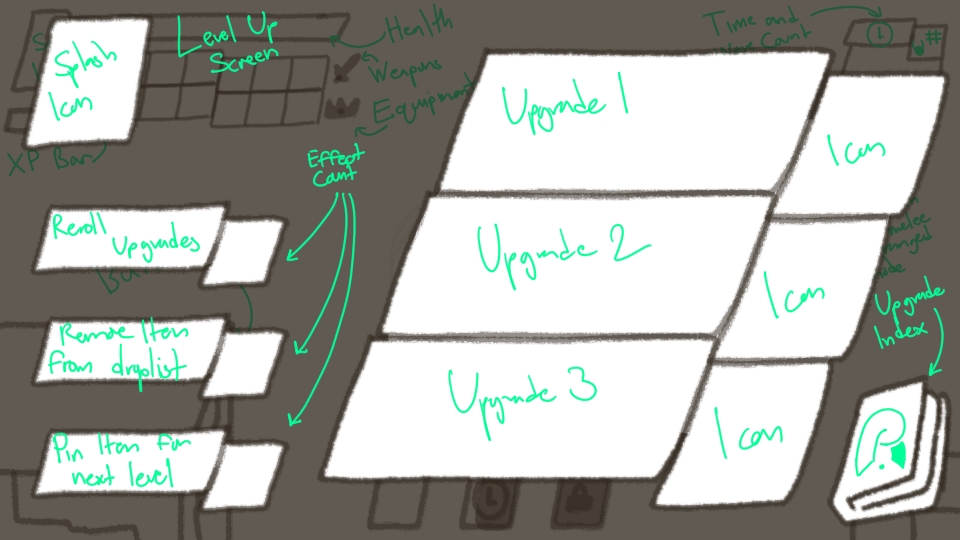 Splash
Icon
Level Up
Screen
Health
Weapons
Equipment
Time and
Count
#
XP Bar
Effect
Count
Reroll
Upgrades
Remove Item
from droplist
Pin Item for
next level
Upgrade 1
Icon
Upgrade 2
Icon
Upgrade 3
Icon
Upgrade
Index